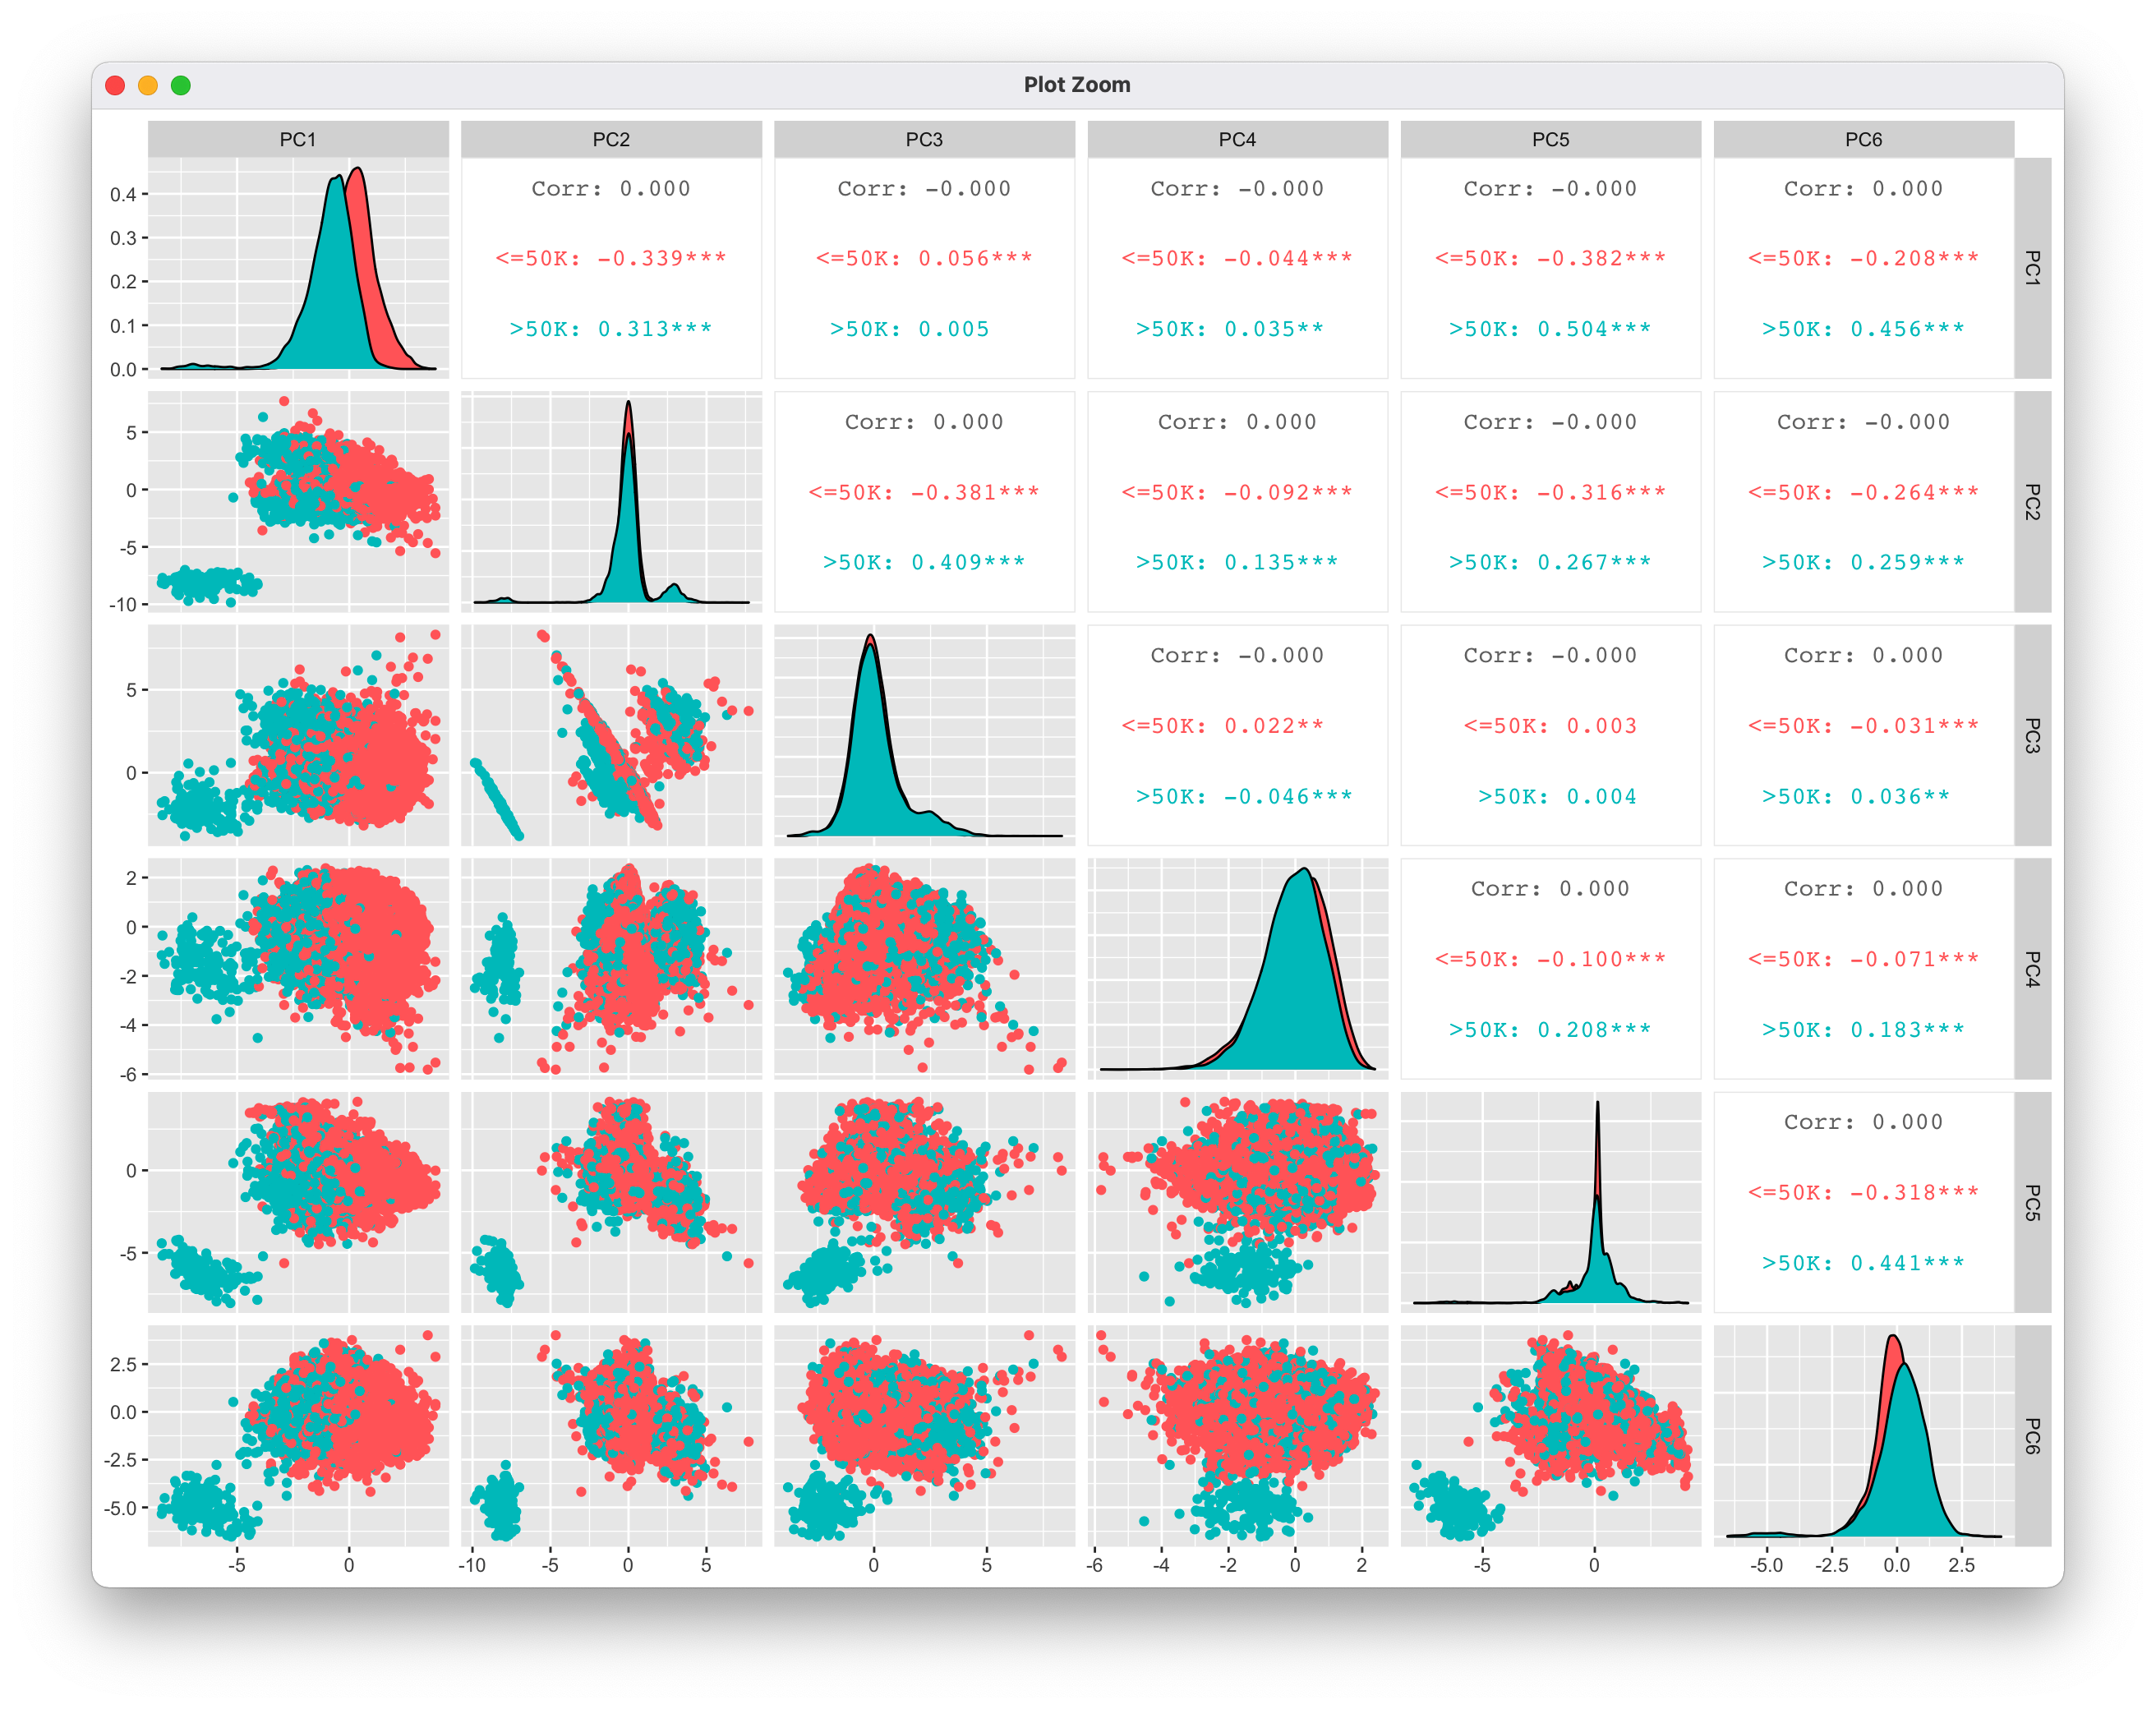 Plot Zoom
PC1 PC2 PC3 PC4 PC5 PC6
0.4
0.3
0.2
0.1
0.0
Corr: 0.000
<=50K: -0.339***
>50K: 0.313***
Corr: -0.000
<=50K: 0.056***
>50K: 0.005
Corr: -0.000
<=50K: -0.044***
>50K: 0.035**
Corr: -0.000
<=50K: -0.382***
>50K: 0.504***
Corr: 0.000
<=50K: -0.208***
>50K: 0.456***
PC1
5
0
-5
-10
Corr: 0.000
<=50K: -0.381***
>50K: 0.409***
Corr: 0.000
<=50K: -0.092***
>50K: 0.135***
Corr: -0.000
<=50K: -0.316***
>50K: 0.267***
Corr: -0.000
<=50K: -0.264***
>50K: 0.259***
PC2
5
0
Corr: -0.000
<=50K: 0.022**
>50K: -0.046***
Corr: -0.000
<=50K: 0.003
>50K: 0.004
Corr: 0.000
<=50K: -0.031***
>50K: 0.036**
PC3
2
0
-2
-4
-6
Corr: 0.000
<=50K: -0.100***
>50K: 0.208***
Corr: 0.000
<=50K: -0.071***
>50K: 0.183***
PC4
0
-5
Corr: 0.000
<=50K: -0.318***
>50K: 0.441***
PC5
2.5
0.0
-2.5
-5.0
PC6
-5 0 -10 -5 0 5 0 5 -6 -4 -2 0 2 -5 0 -5.0 -2.5 0.0 2.5